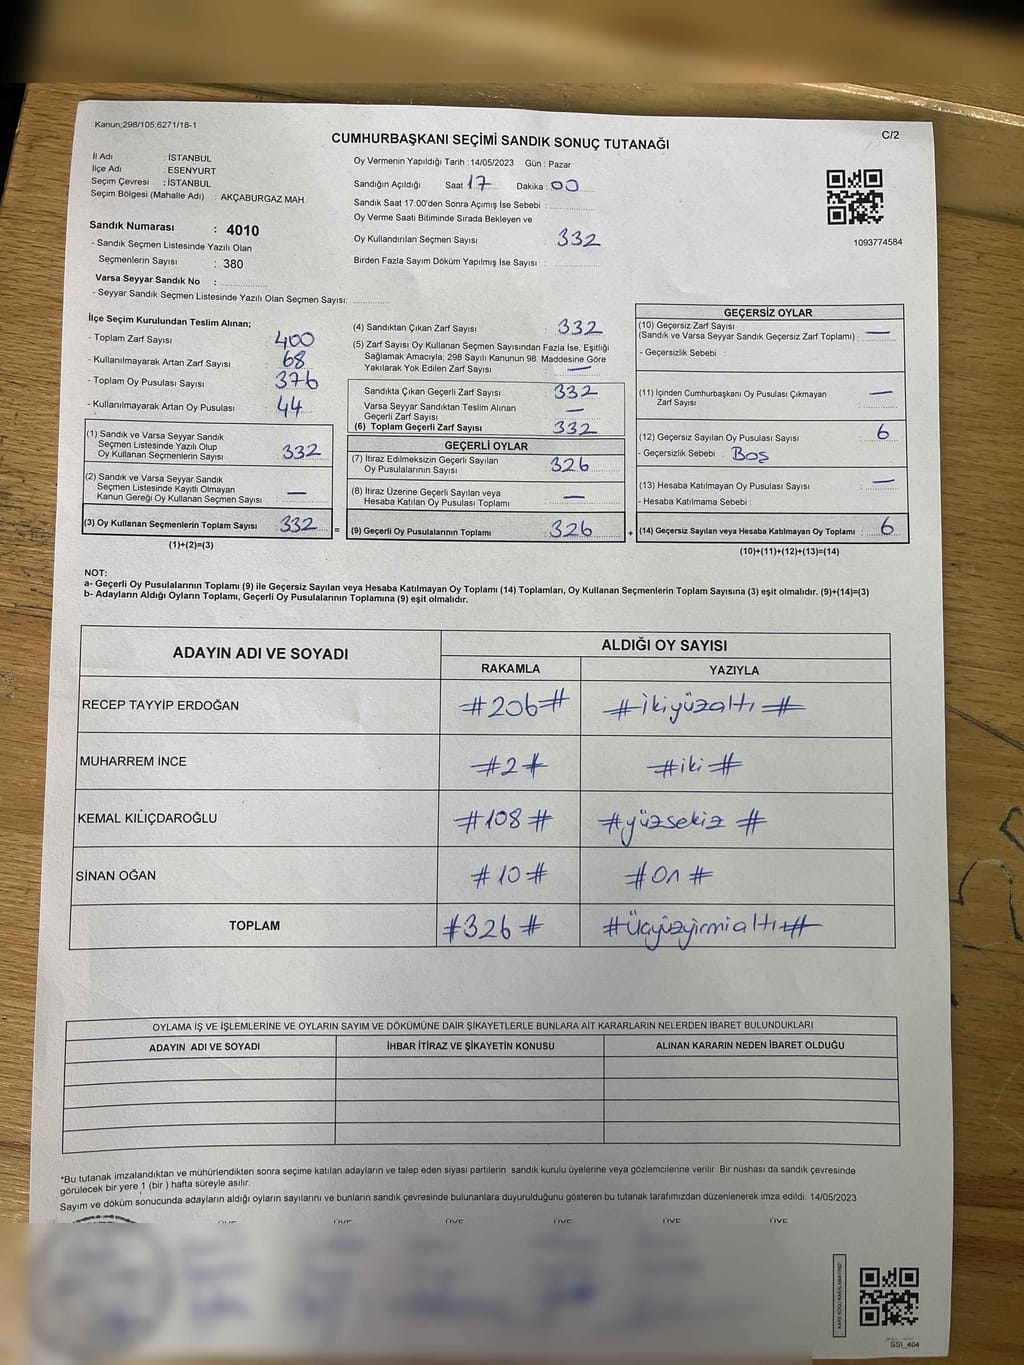 Kanun,298/105,6271/18-1
CUMHURBAŞKANI SEÇİMİ SANDIK SONUÇ TUTANAĞI
C/2
İl Adı : İSTANBUL
İlçe Adı : ESENYURT
Seçim Çevresi : İSTANBUL
Seçim Bölgesi (Mahalle Adı) : AKÇABURGAZ MAH.
Sandık Numarası : 4010
- Sandık Seçmen Listesinde Yazılı Olan
Seçmenlerin Sayısı : 380
Varsa Seyyar Sandık No :
- Seyyar Sandık Seçmen Listesinde Yazılı Olan Seçmen Sayısı:
Oy Vermenin Yapıldığı Tarih :14/05/2023 Gün : Pazar
Sandığın Açıldığı Saat 17 Dakika : 00
Sandık Saat 17:00'den Sonra Açımış İse Sebebi :
Oy Verme Saati Bitiminde Sırada Bekleyen ve
Oy Kullandırılan Seçmen Sayısı : 332
Birden Fazla Sayım Döküm Yapılmış İse Sayısı :
1093774584
İlçe Seçim Kurulundan Teslim Alınan;
- Toplam Zarf Sayısı : 400
- Kullanılmayarak Artan Zarf Sayısı : 68
- Toplam Oy Pusulası Sayısı : 376
- Kullanılmayarak Artan Oy Pusulası : 44
(1) Sandık ve Varsa Seyyar Sandık
Seçmen Listesinde Yazılı Olup
Oy Kullanan Seçmenlerin Sayısı : 332
(2) Sandık ve Varsa Seyyar Sandık
Seçmen Listesinde Kayıtlı Olmayan
Kanun Gereği Oy Kullanan Seçmen Sayısı : —
(3) Oy Kullanan Seçmenlerin Toplam Sayısı : 332 =
(1)+(2)=(3)
(4) Sandıktan Çıkan Zarf Sayısı : 332
(5) Zarf Sayısı Oy Kullanan Seçmen Sayısından Fazla İse, Eşitliği
Sağlamak Amacıyla; 298 Sayılı Kanunun 98. Maddesine Göre
Yakılarak Yok Edilen Zarf Sayısı : —
Sandıkta Çıkan Geçerli Zarf Sayısı : 332
Varsa Seyyar Sandıktan Teslim Alınan
Geçerli Zarf Sayısı : —
(6) Toplam Geçerli Zarf Sayısı : 332
GEÇERLİ OYLAR
(7) İtiraz Edilmeksizin Geçerli Sayılan
Oy Pusulalarının Sayısı : 326
(8) İtiraz Üzerine Geçerli Sayılan veya
Hesaba Katılan Oy Pusulası Toplamı : —
(9) Geçerli Oy Pusulalarının Toplamı : 326 +
GEÇERSİZ OYLAR
(10) Geçersiz Zarf Sayısı
(Sandık ve Varsa Seyyar Sandık Geçersiz Zarf Toplamı) : —
- Geçersizlik Sebebi :
(11) İçinden Cumhurbaşkanı Oy Pusulası Çıkmayan
Zarf Sayısı : —
(12) Geçersiz Sayılan Oy Pusulası Sayısı : 6
- Geçersizlik Sebebi : Boş
(13) Hesaba Katılmayan Oy Pusulası Sayısı : —
- Hesaba Katılmama Sebebi :
(14) Geçersiz Sayılan veya Hesaba Katılmayan Oy Toplamı : 6
(10)+(11)+(12)+(13)=(14)
NOT:
a- Geçerli Oy Pusulalarının Toplamı (9) ile Geçersiz Sayılan veya Hesaba Katılmayan Oy Toplamı (14) Toplamları, Oy Kullanan Seçmenlerin Toplam Sayısına (3) eşit olmalıdır. (9)+(14)=(3)
b- Adayların Aldığı Oyların Toplamı, Geçerli Oy Pusulalarının Toplamına (9) eşit olmalıdır.
ADAYIN ADI VE SOYADI
ALDIĞI OY SAYISI
RAKAMLA YAZIYLA
RECEP TAYYİP ERDOĞAN #206# #ikiyüzaltı#
MUHARREM İNCE #2# #iki#
KEMAL KILIÇDAROĞLU #108# #yüzsekiz#
SİNAN OĞAN #10# #On#
TOPLAM #326# #Üçyüzyirmialtı#
OYLAMA İŞ VE İŞLEMLERİNE VE OYLARIN SAYIM VE DÖKÜMÜNE DAİR ŞİKAYETLERLE BUNLARA AİT KARARLARIN NELERDEN İBARET BULUNDUKLARI
ADAYIN ADI VE SOYADI İHBAR İTİRAZ VE ŞİKAYETİN KONUSU ALINAN KARARIN NEDEN İBARET OLDUĞU
*Bu tutanak imzalandıktan ve mühürlendikten sonra seçime katılan adayların ve talep eden siyasi partilerin sandık kurulu üyelerine veya gözlemcilerine verilir Bir nüshası da sandık çevresinde
görülecek bir yere 1 (bir ) hafta süreyle asılır.
Sayım ve döküm sonucunda adayların aldığı oyların sayılarını ve bunların sandık çevresinde bulunanlara duyurulduğunu gösteren bu tutanak tarafımızdan düzenlenerek imza edildi. 14/05/2023
ÜYE ÜYE ÜYE ÜYE ÜYE ÜYE
SSI_404